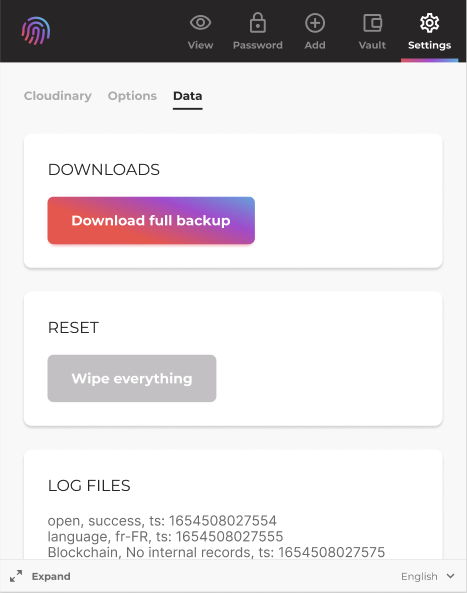 View
Password
Add
Vault
Settings
Cloudinary
Options
Data
DOWNLOADS
Download full backup
RESET
Wipe everything
LOG FILES
open, success, ts: 1654508027554
language, fr-FR, ts: 1654508027555
Blockchain, No internal records, ts: 1654508027575
Expand
English